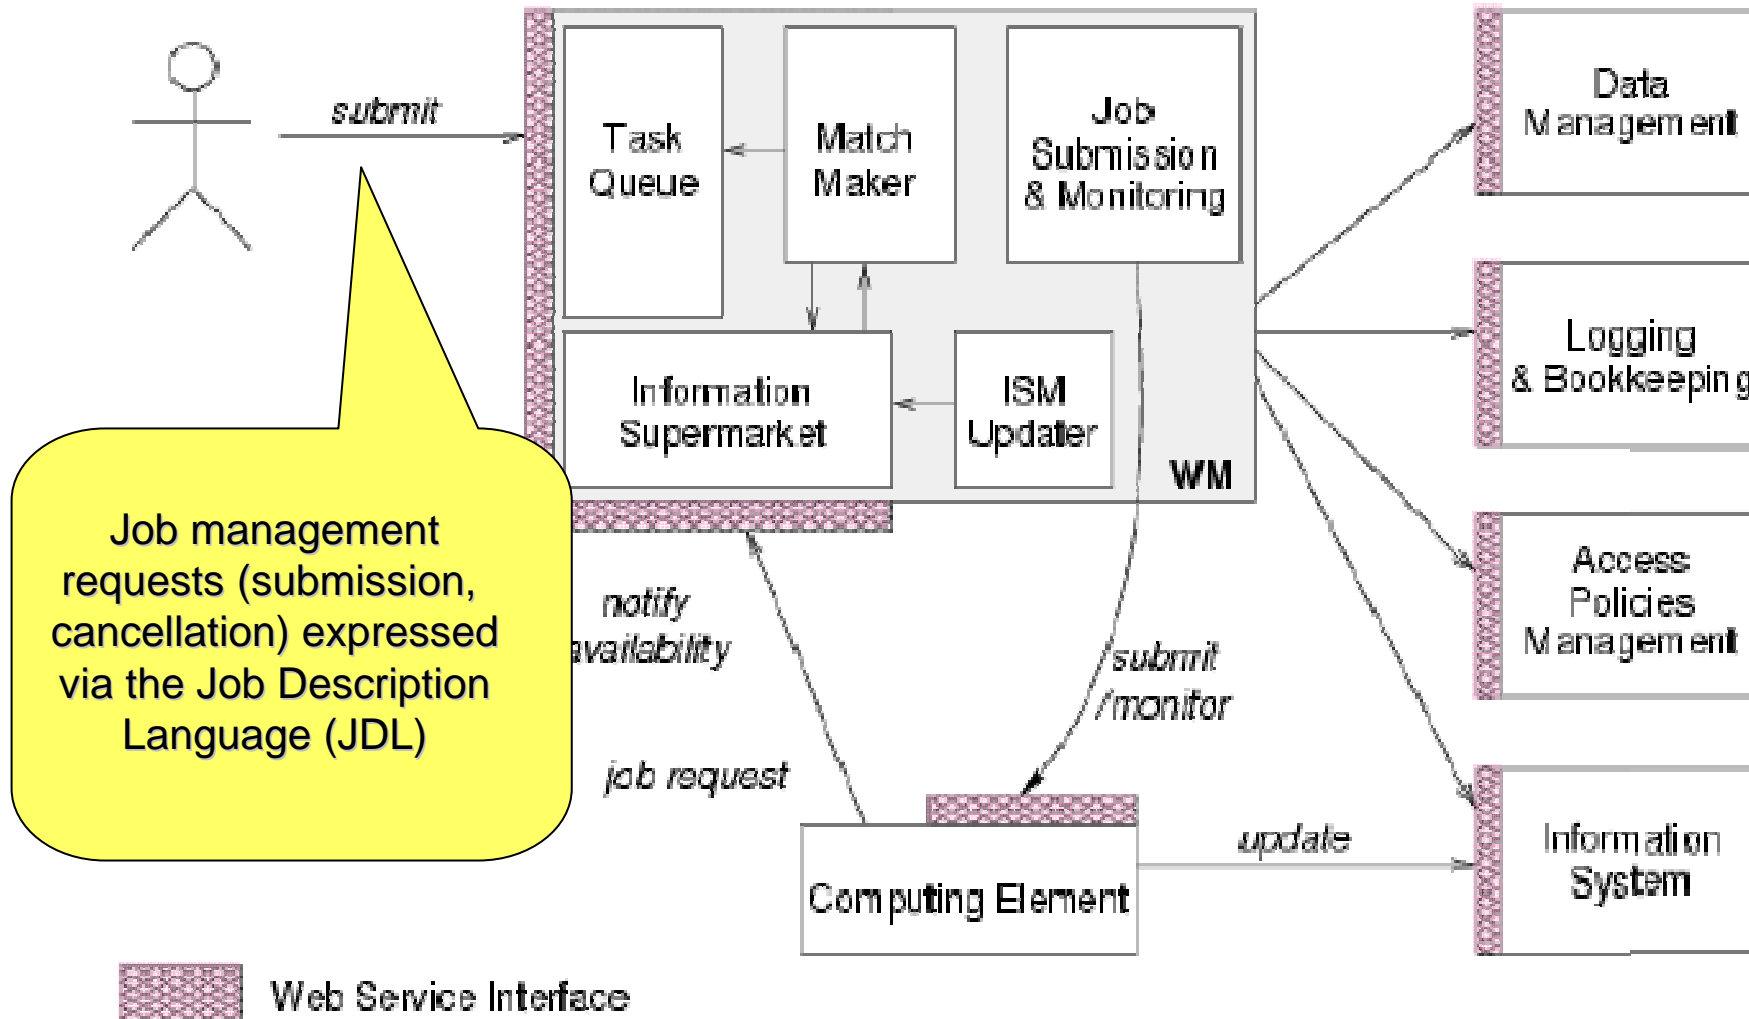 submit
Task
Queue
Match
Maker
Job
Submission
& Monitoring
Data
Management
Logging
& Bookkeeping
Information
Supermarket
ISM
Updater
WM
Job management
requests (submission,
cancellation) expressed
via the Job Description
Language (JDL)
notify
availability
submit
/monitor
Access
Policies
Management
job request
update
Computing Element
Information
System
Web Service Interface